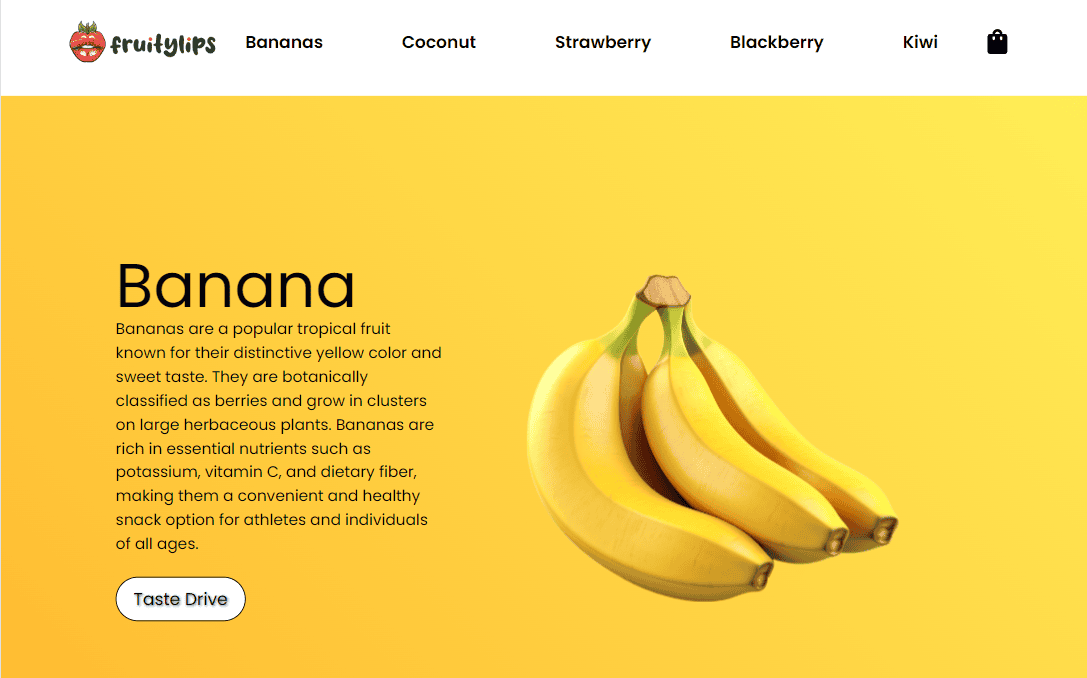 fruitylips Bananas Coconut Strawberry Blackberry Kiwi
Banana
Bananas are a popular tropical fruit
known for their distinctive yellow color and
sweet taste. They are botanically
classified as berries and grow in clusters
on large herbaceous plants. Bananas are
rich in essential nutrients such as
potassium, vitamin C, and dietary fiber,
making them a convenient and healthy
snack option for athletes and individuals
of all ages.
Taste Drive